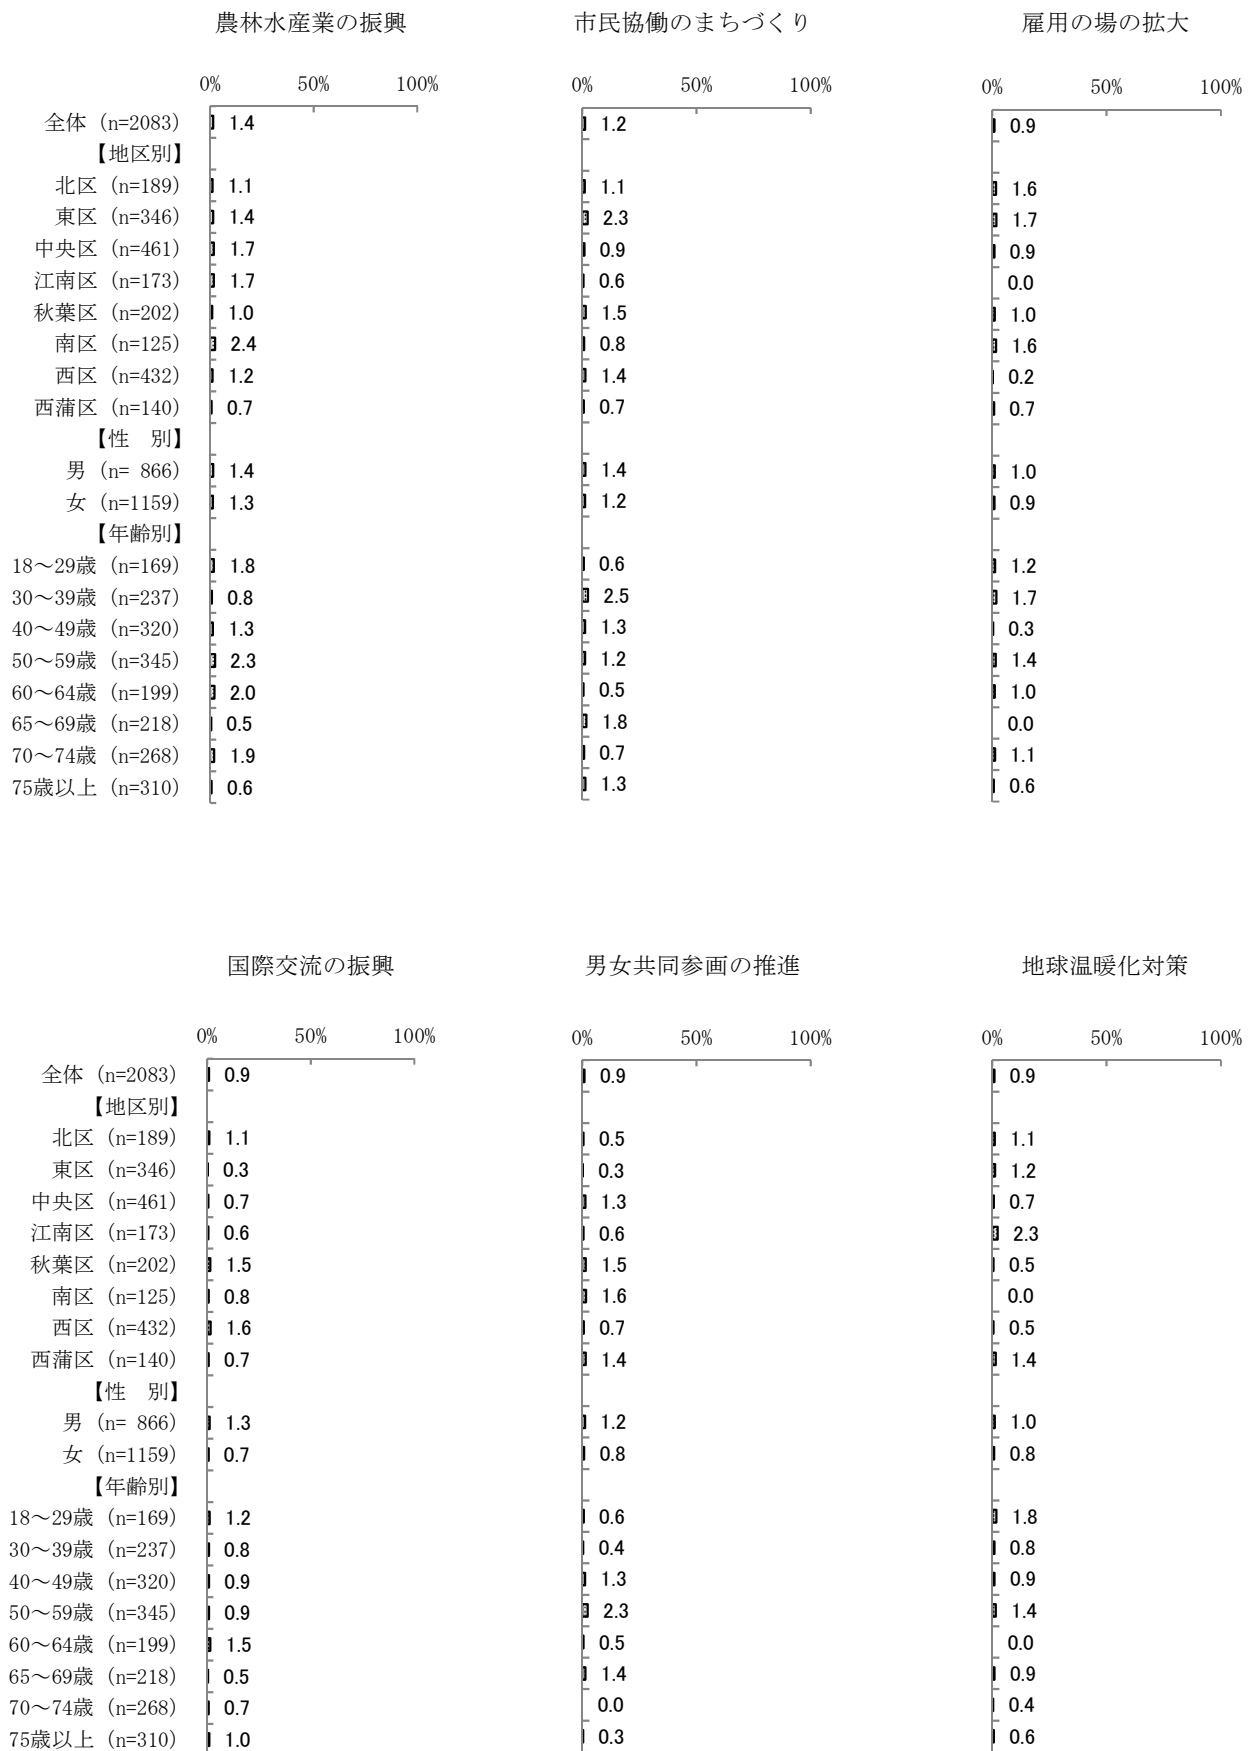 農林水産業の振興 市民協働のまちづくり 雇用の場の拡大
0% 50% 100% 0% 50% 100% 0% 50% 100%
全体 (n=2083) 1.4 1.2 0.9
【地区別】
北区 (n=189) 1.1 1.1 1.6
東区 (n=346) 1.4 2.3 1.7
中央区 (n=461) 1.7 0.9 0.9
江南区 (n=173) 1.7 0.6 0.0
秋葉区 (n=202) 1.0 1.5 1.0
南区 (n=125) 2.4 0.8 1.6
西区 (n=432) 1.2 1.4 0.2
西蒲区 (n=140) 0.7 0.7 0.7
【性　別】
男 (n= 866) 1.4 1.4 1.0
女 (n=1159) 1.3 1.2 0.9
【年齢別】
18～29歳 (n=169) 1.8 0.6 1.2
30～39歳 (n=237) 0.8 2.5 1.7
40～49歳 (n=320) 1.3 1.3 0.3
50～59歳 (n=345) 2.3 1.2 1.4
60～64歳 (n=199) 2.0 0.5 1.0
65～69歳 (n=218) 0.5 1.8 0.0
70～74歳 (n=268) 1.9 0.7 1.1
75歳以上 (n=310) 0.6 1.3 0.6
国際交流の振興 男女共同参画の推進 地球温暖化対策
0% 50% 100% 0% 50% 100% 0% 50% 100%
全体 (n=2083) 0.9 0.9 0.9
【地区別】
北区 (n=189) 1.1 0.5 1.1
東区 (n=346) 0.3 0.3 1.2
中央区 (n=461) 0.7 1.3 0.7
江南区 (n=173) 0.6 0.6 2.3
秋葉区 (n=202) 1.5 1.5 0.5
南区 (n=125) 0.8 1.6 0.0
西区 (n=432) 1.6 0.7 0.5
西蒲区 (n=140) 0.7 1.4 1.4
【性　別】
男 (n= 866) 1.3 1.2 1.0
女 (n=1159) 0.7 0.8 0.8
【年齢別】
18～29歳 (n=169) 1.2 0.6 1.8
30～39歳 (n=237) 0.8 0.4 0.8
40～49歳 (n=320) 0.9 1.3 0.9
50～59歳 (n=345) 0.9 2.3 1.4
60～64歳 (n=199) 1.5 0.5 0.0
65～69歳 (n=218) 0.5 1.4 0.9
70～74歳 (n=268) 0.7 0.0 0.4
75歳以上 (n=310) 1.0 0.3 0.6